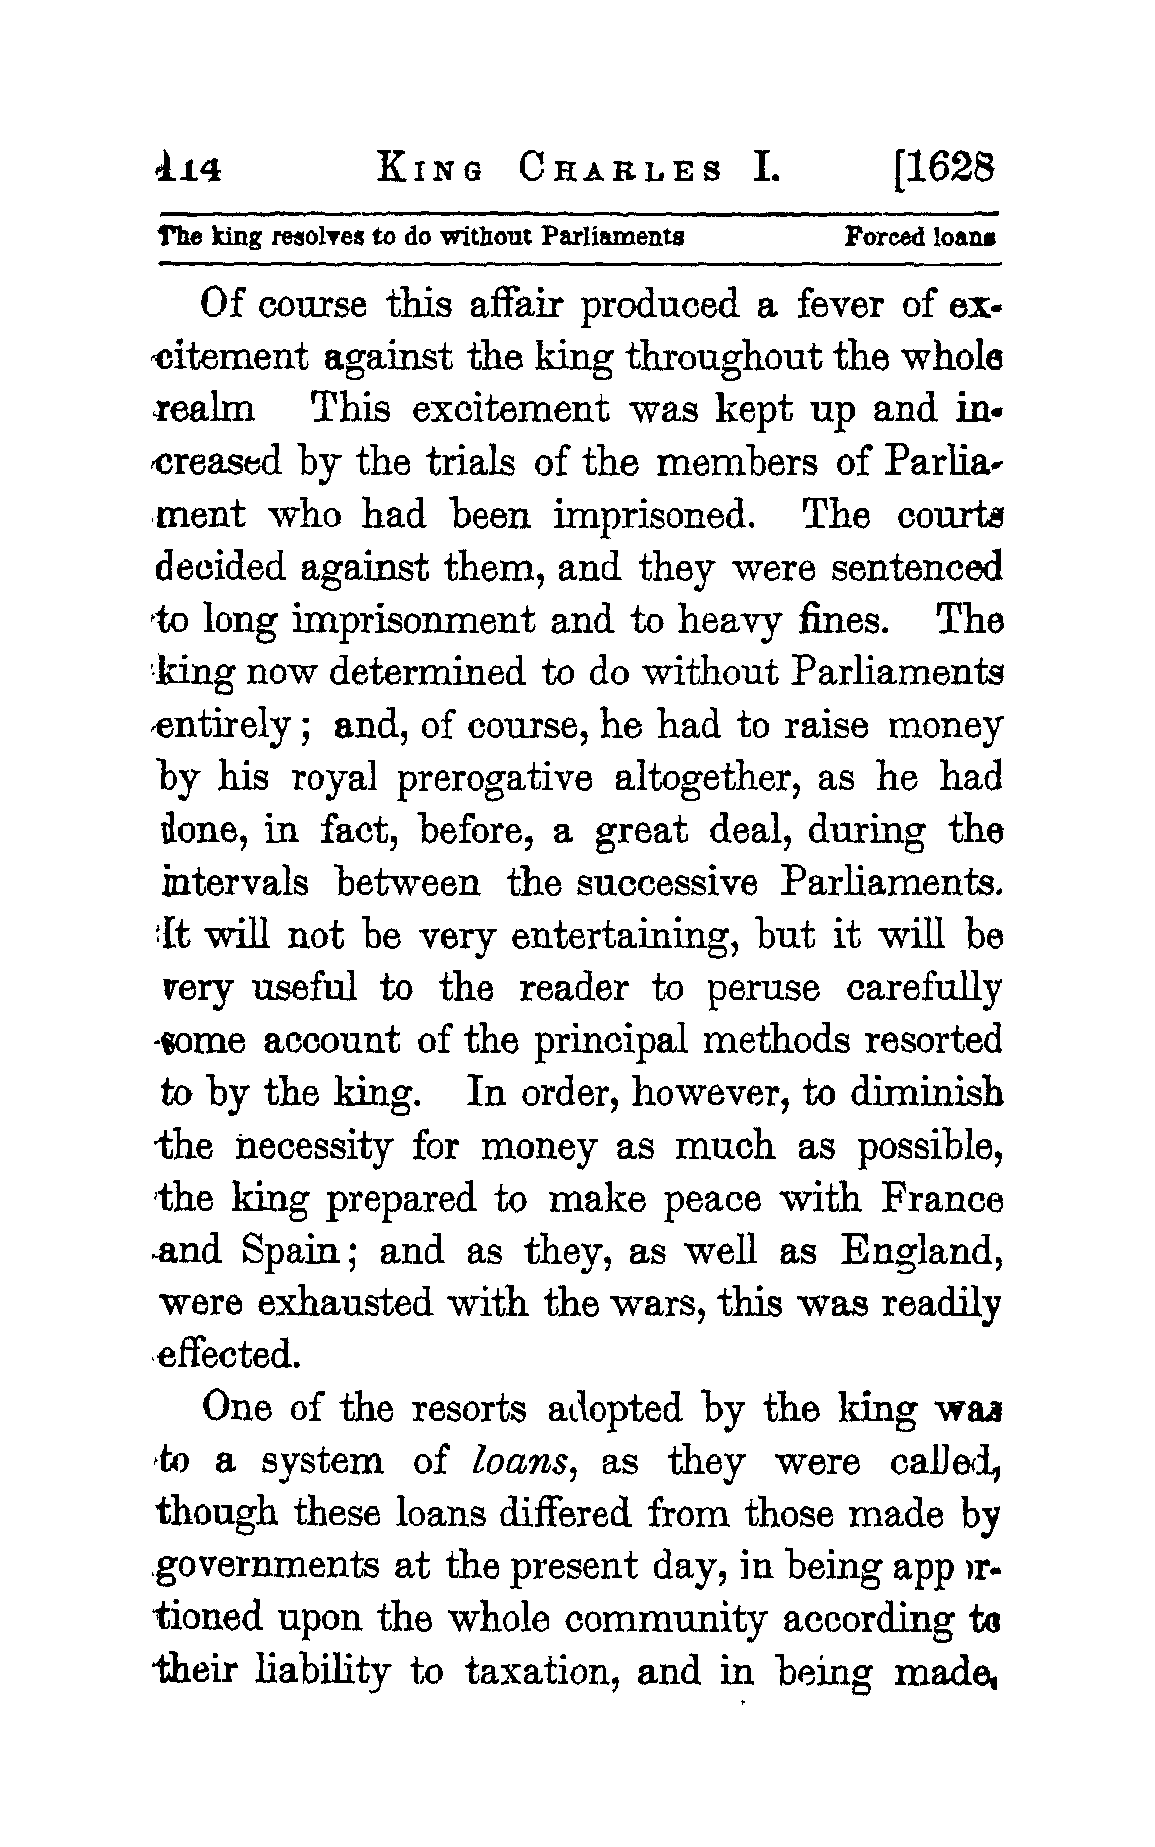 114 King Charles I. [1628
The king resolves to do without Parliaments Forced loans
Of course this affair produced a fever of ex-
citement against the king throughout the whole
realm This excitement was kept up and in-
creased by the trials of the members of Parlia-
ment who had been imprisoned. The courts
decided against them, and they were sentenced
to long imprisonment and to heavy fines. The
king now determined to do without Parliaments
entirely; and, of course, he had to raise money
by his royal prerogative altogether, as he had
done, in fact, before, a great deal, during the
intervals between the successive Parliaments.
It will not be very entertaining, but it will be
very useful to the reader to peruse carefully
some account of the principal methods resorted
to by the king. In order, however, to diminish
the necessity for money as much as possible,
the king prepared to make peace with France
and Spain; and as they, as well as England,
were exhausted with the wars, this was readily
effected.
One of the resorts adopted by the king was
to a system of loans, as they were called,
though these loans differed from those made by
governments at the present day, in being appor-
tioned upon the whole community according to
their liability to taxation, and in being made,